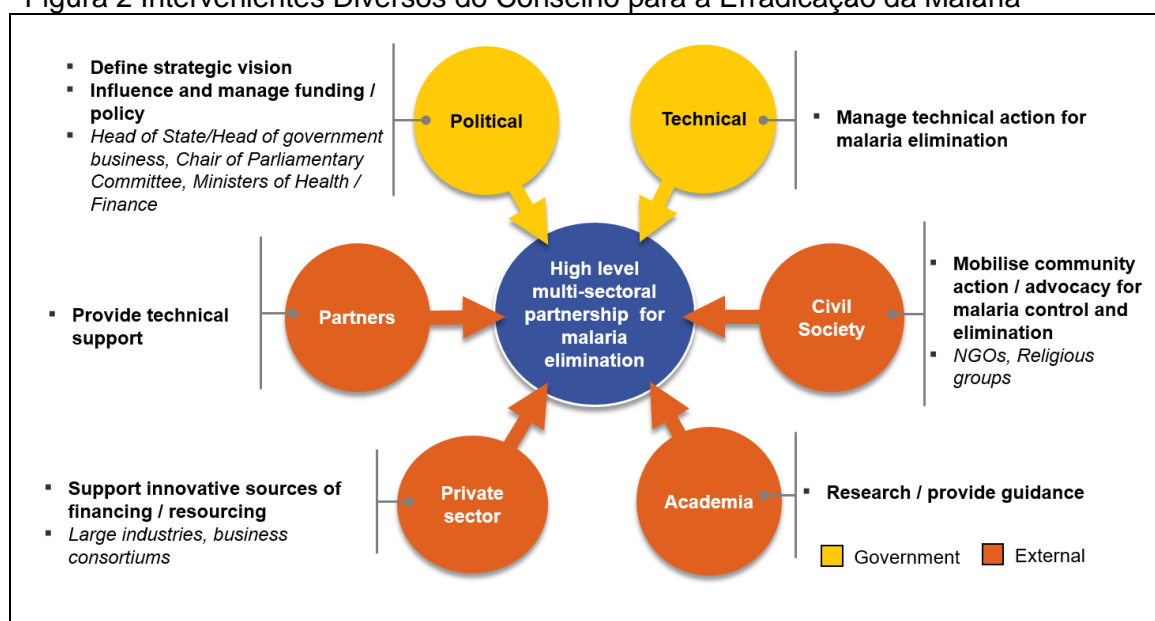 Figura 2 Intervenientes Diversos do Conselho para a Erradicação da Malária
▪ Define strategic vision
▪ Influence and manage funding /
policy
▪ Head of State/Head of government
business, Chair of Parliamentary
Committee, Ministers of Health /
Finance
Political
Technical
▪ Manage technical action for
malaria elimination
▪ Provide technical
support
Partners
High level
multi-sectoral
partnership for
malaria
elimination
Civil
Society
▪ Mobilise community
action / advocacy for
malaria control and
elimination
▪ NGOs, Religious
groups
▪ Support innovative sources of
financing / resourcing
▪ Large industries, business
consortiums
Private
sector
Academia
▪ Research / provide guidance
Government
External